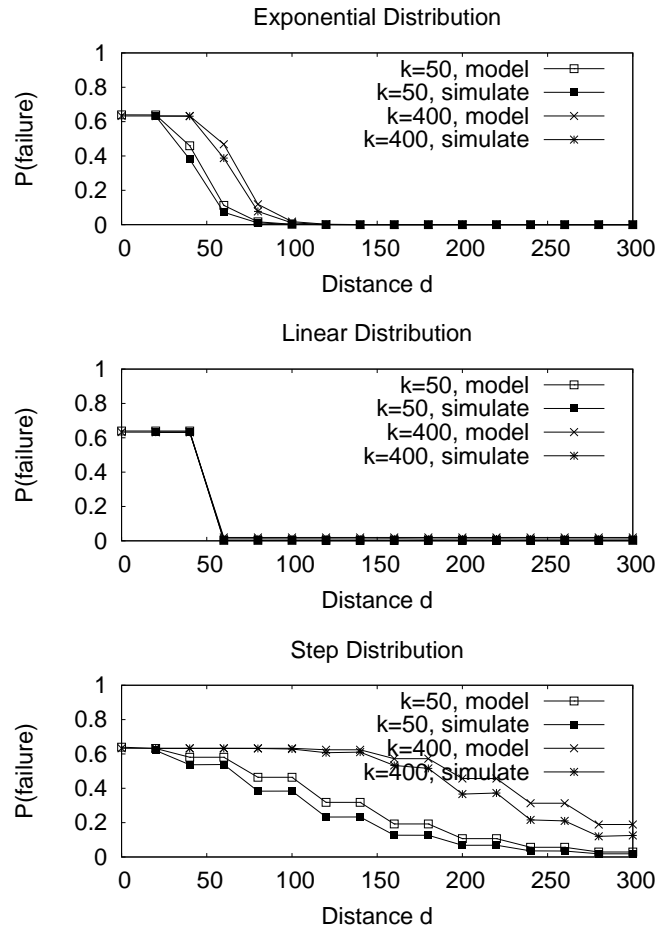 Exponential Distribution
1
0.8
0.6
0.4
0.2
0
P(failure)
k=50, model
k=50, simulate
k=400, model
k=400, simulate
0 50 100 150 200 250 300
Distance d
Linear Distribution
1
0.8
0.6
0.4
0.2
0
P(failure)
k=50, model
k=50, simulate
k=400, model
k=400, simulate
0 50 100 150 200 250 300
Distance d
Step Distribution
1
0.8
0.6
0.4
0.2
0
P(failure)
k=50, model
k=50, simulate
k=400, model
k=400, simulate
0 50 100 150 200 250 300
Distance d